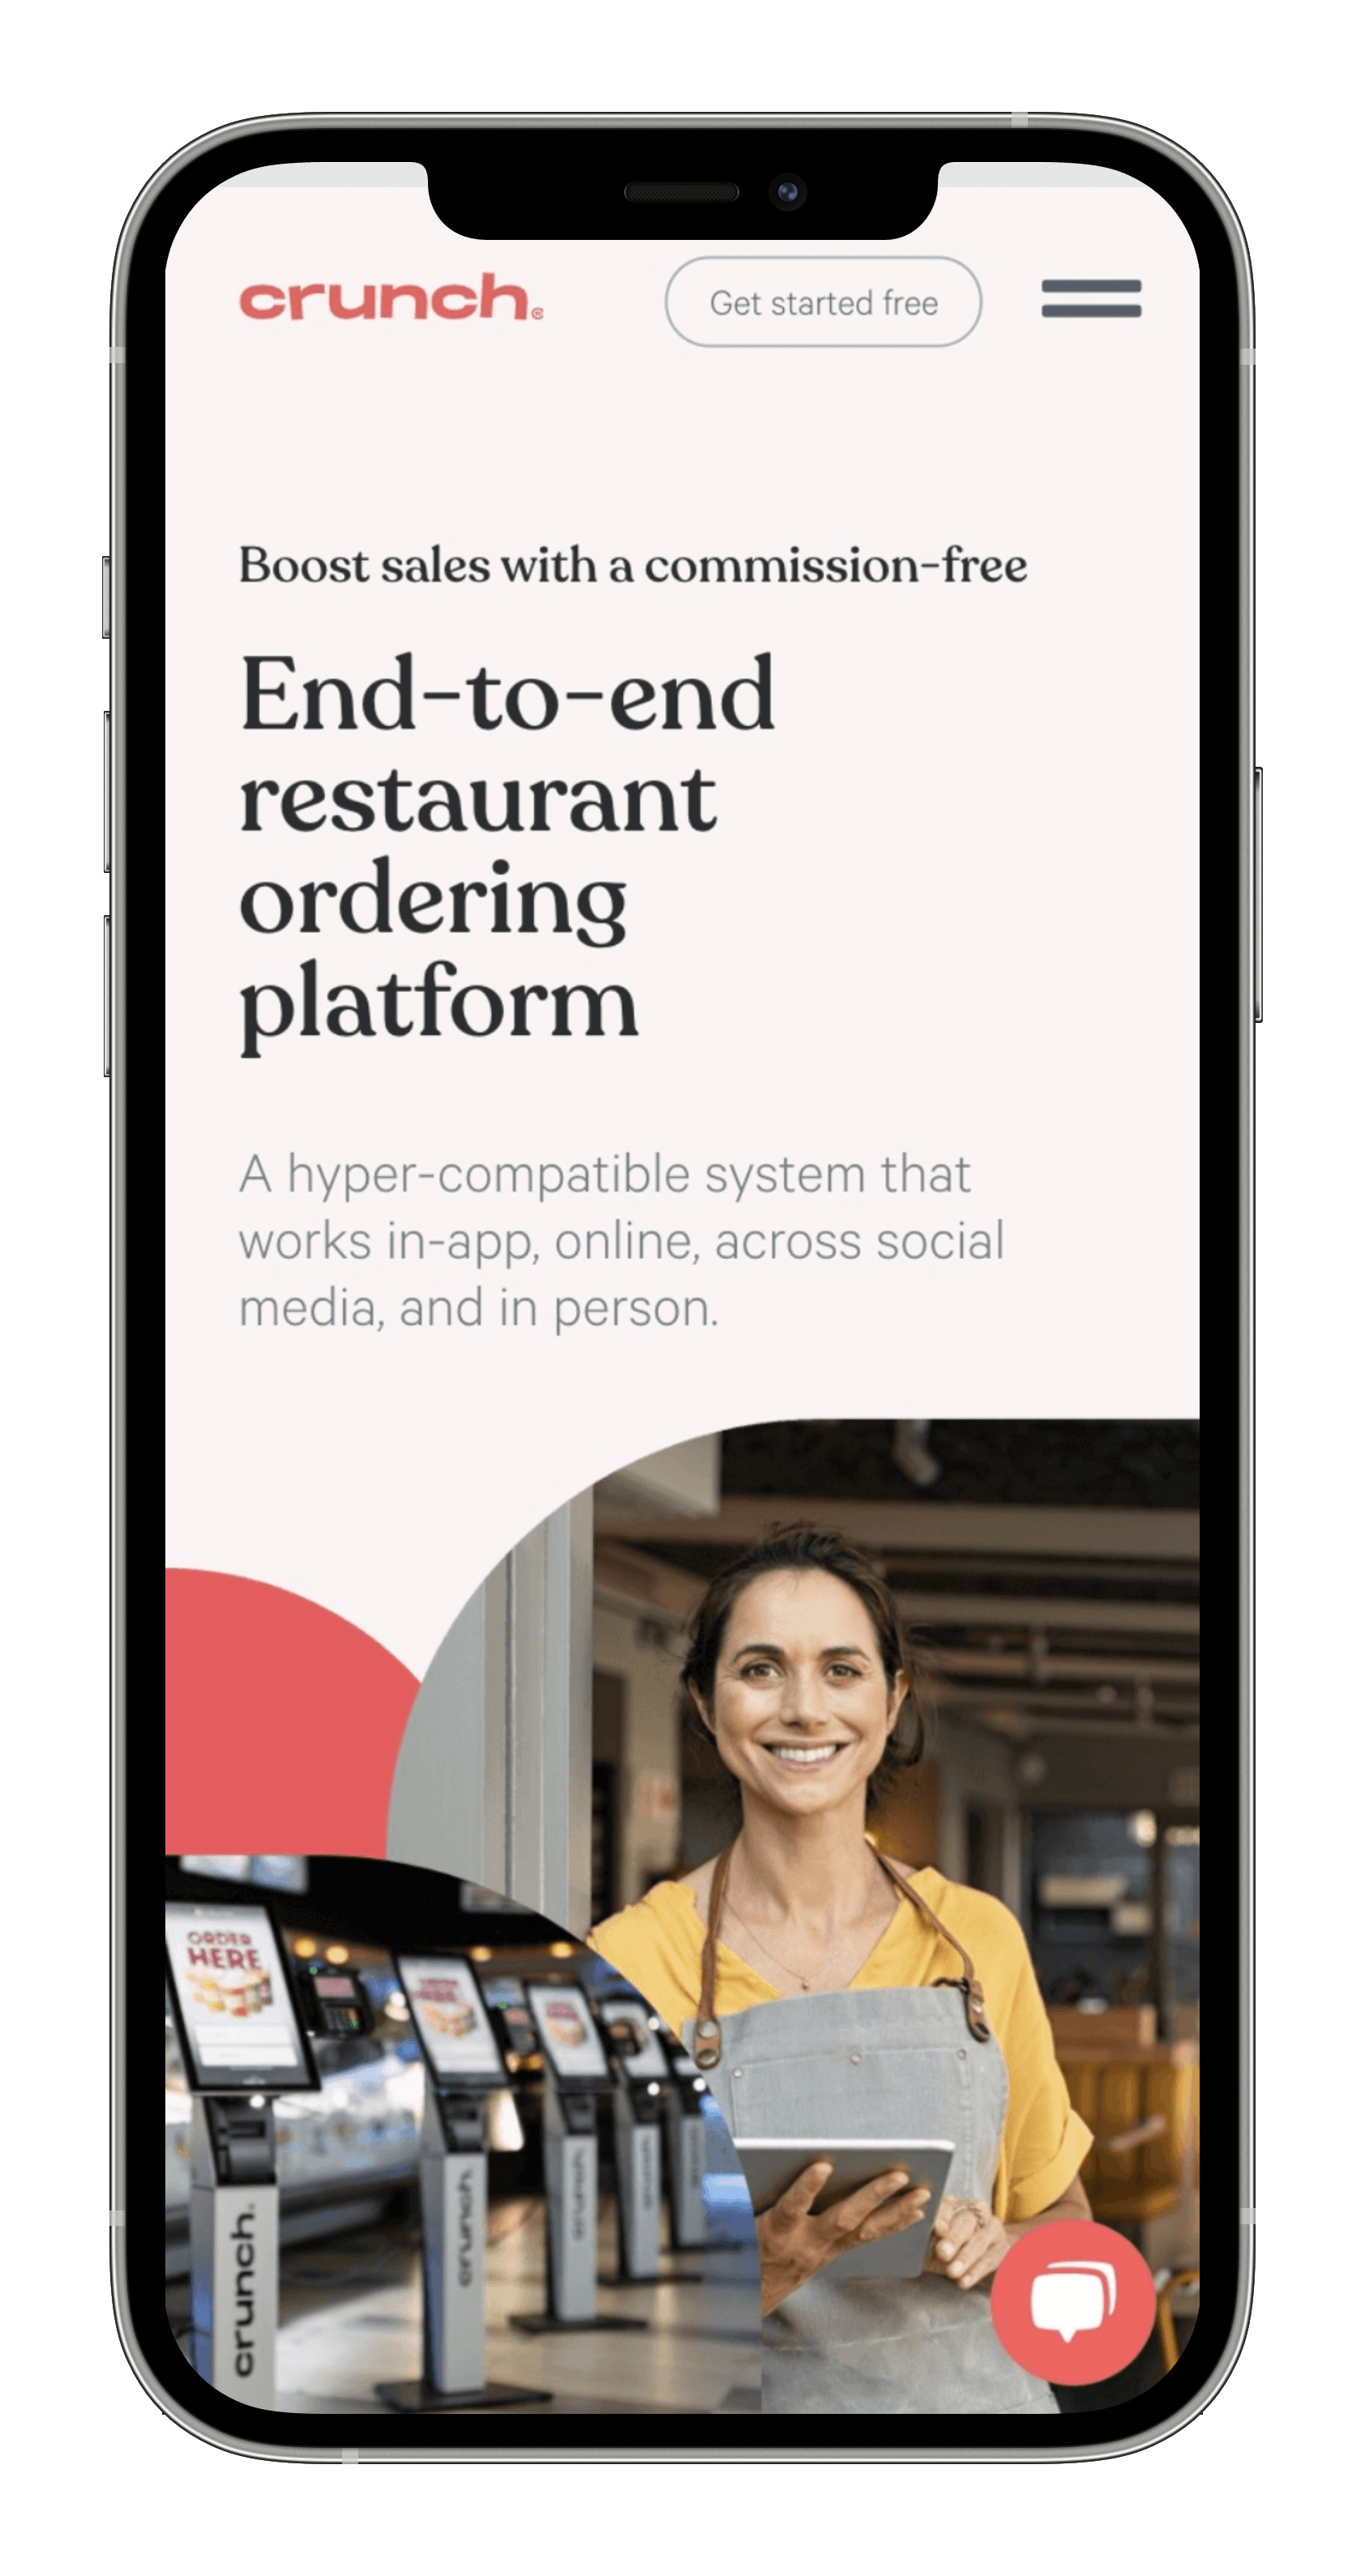 crunch.©
Get started free
Boost sales with a commission-free
End-to-end
restaurant
ordering
platform
A hyper-compatible system that
works in-app, online, across social
media, and in person.
ORDER
HERE
crunch.
crunch.
crunch.